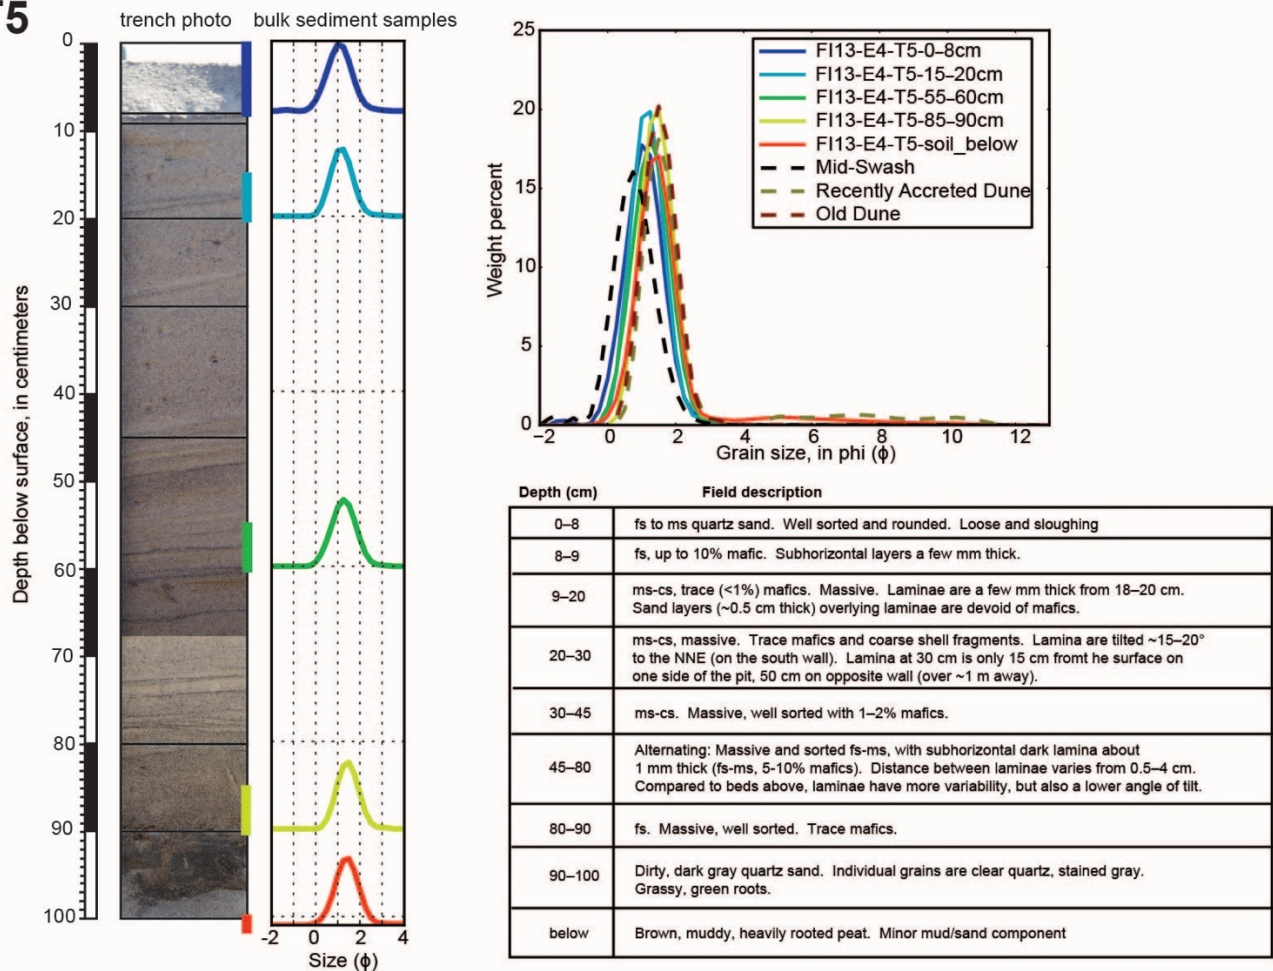 T5
trench photo
bulk sediment samples
Depth below surface, in centimeters
0
10
20
30
40
50
60
70
80
90
100
-2
0
2
4
Size (ϕ)
25
20
15
10
5
0
Weight percent
−2
0
2
4
6
8
10
12
Grain size, in phi (ϕ)
FI13-E4-T5-0–8cm
FI13-E4-T5-15–20cm
FI13-E4-T5-55–60cm
FI13-E4-T5-85–90cm
FI13-E4-T5-soil_below
Mid-Swash
Recently Accreted Dune
Old Dune
Depth (cm) Field description
0–8 fs to ms quartz sand. Well sorted and rounded. Loose and sloughing
8–9 fs, up to 10% mafic. Subhorizontal layers a few mm thick.
9–20 ms-cs, trace (<1%) mafics. Massive. Laminae are a few mm thick from 18–20 cm.
Sand layers (~0.5 cm thick) overlying laminae are devoid of mafics.
20–30 ms-cs, massive. Trace mafics and coarse shell fragments. Lamina are tilted ~15–20°
to the NNE (on the south wall). Lamina at 30 cm is only 15 cm fromt he surface on
one side of the pit, 50 cm on opposite wall (over ~1 m away).
30–45 ms-cs. Massive, well sorted with 1–2% mafics.
45–80 Alternating: Massive and sorted fs-ms, with subhorizontal dark lamina about
1 mm thick (fs-ms, 5-10% mafics). Distance between laminae varies from 0.5–4 cm.
Compared to beds above, laminae have more variability, but also a lower angle of tilt.
80–90 fs. Massive, well sorted. Trace mafics.
90–100 Dirty, dark gray quartz sand. Individual grains are clear quartz, stained gray.
Grassy, green roots.
below Brown, muddy, heavily rooted peat. Minor mud/sand component